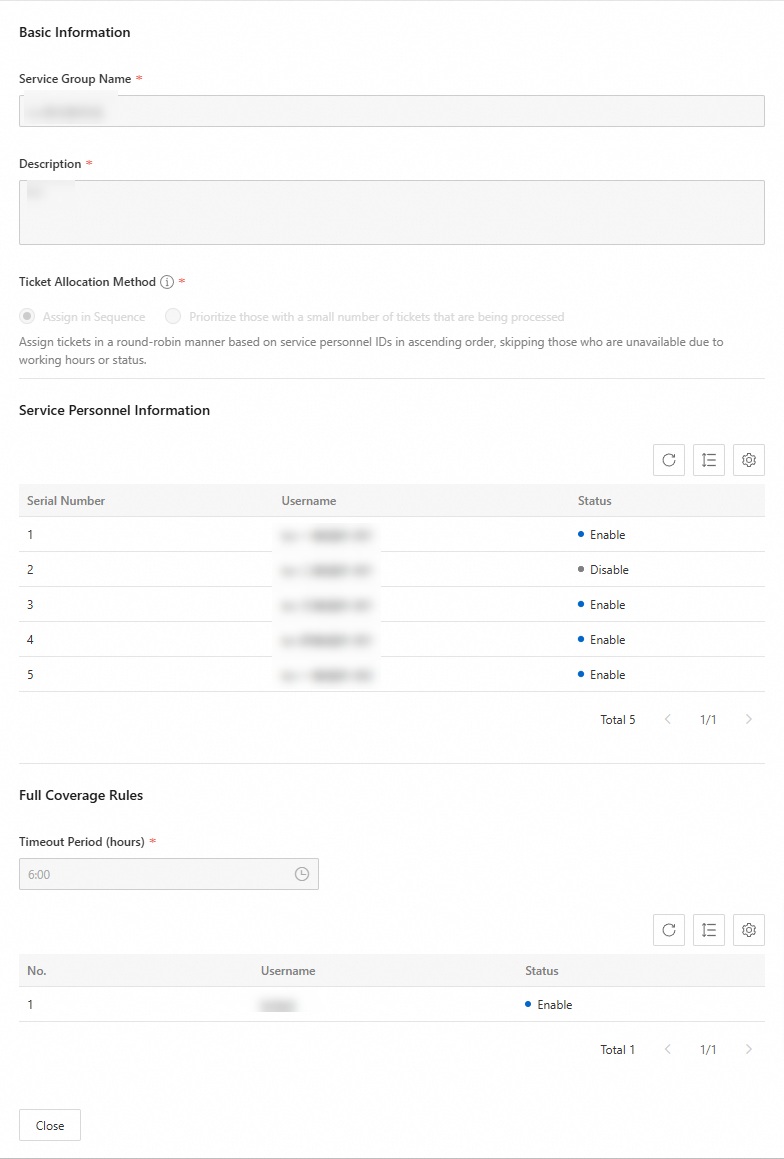 Basic Information
Service Group Name *
Description *
Ticket Allocation Method *
Assign in Sequence Prioritize those with a small number of tickets that are being processed
Assign tickets in a round-robin manner based on service personnel IDs in ascending order, skipping those who are unavailable due to
working hours or status.
Service Personnel Information
Serial Number Username Status
1 Enable
2 Disable
3 Enable
4 Enable
5 Enable
Total 5 < 1/1 >
Full Coverage Rules
Timeout Period (hours) *
6:00
No. Username Status
1 Enable
Total 1 < 1/1 >
Close